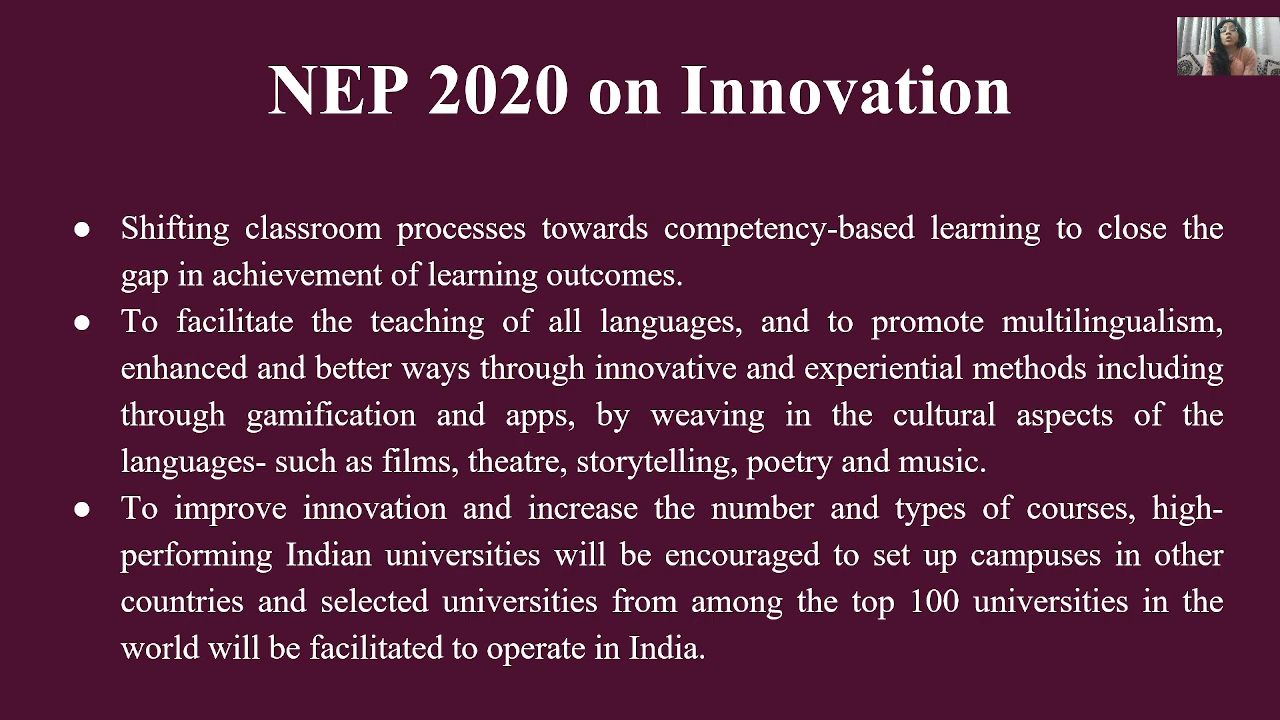 NEP 2020 on Innovation
● Shifting classroom processes towards competency-based learning to close the
gap in achievement of learning outcomes.
● To facilitate the teaching of all languages, and to promote multilingualism,
enhanced and better ways through innovative and experiential methods including
through gamification and apps, by weaving in the cultural aspects of the
languages- such as films, theatre, storytelling, poetry and music.
● To improve innovation and increase the number and types of courses, high-
performing Indian universities will be encouraged to set up campuses in other
countries and selected universities from among the top 100 universities in the
world will be facilitated to operate in India.